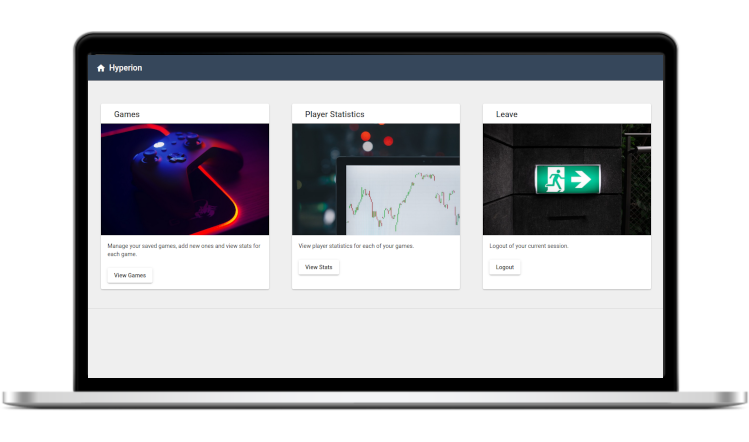 Hyperion
Games
Player Statistics
Leave
Manage your saved games, add new ones and view stats for
each game.
View player statistics for each of your games.
Logout of your current session.
View Games
View Stats
Logout